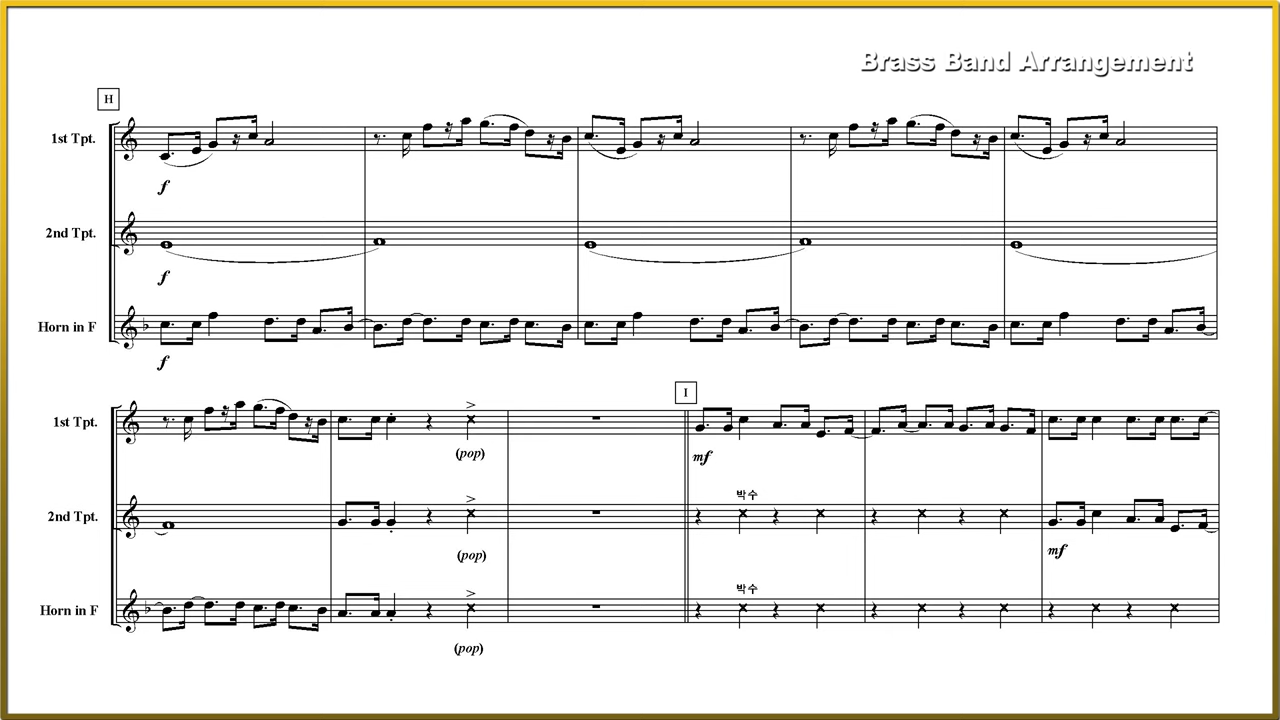 Brass Band Arrangement
H
1st Tpt.
f
2nd Tpt.
f
Horn in F
f
I
1st Tpt.
(pop)
mf
박수
2nd Tpt.
(pop)
mf
박수
Horn in F
(pop)